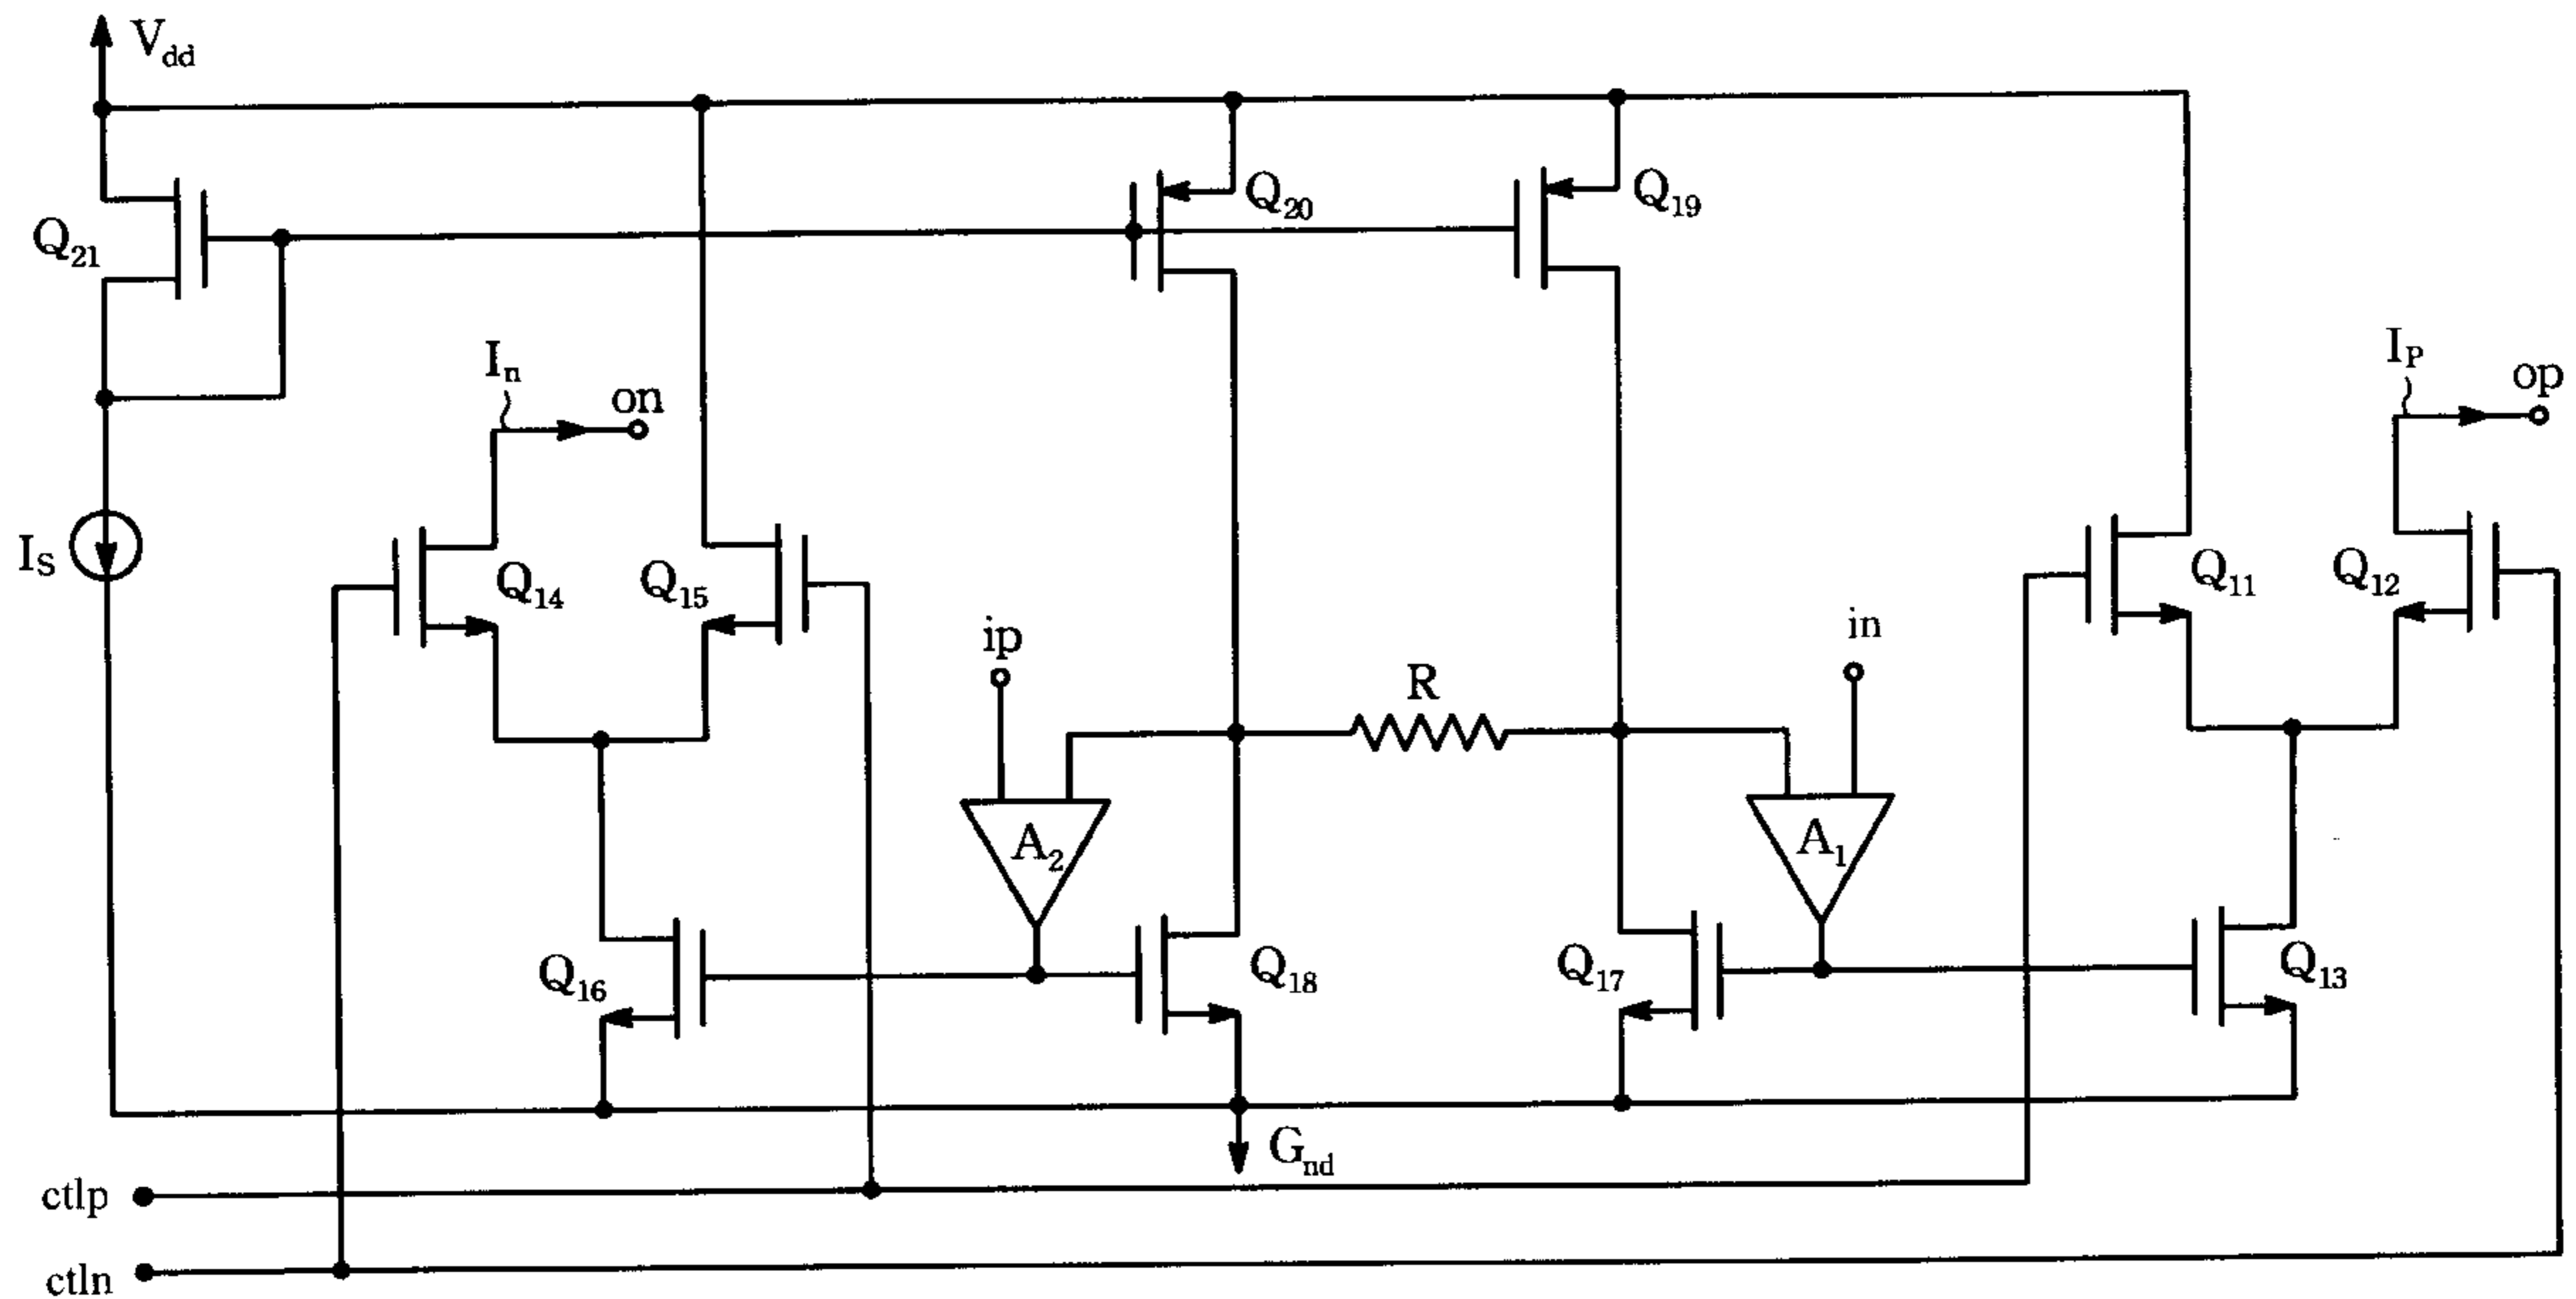 Vdd
Q20
Q19
Q21
In
on
IP
op
IS
Q14
Q15
Q11
Q12
ip
R
in
A2
A1
Q16
Q18
Q17
Q13
Gnd
ctlp
ctln